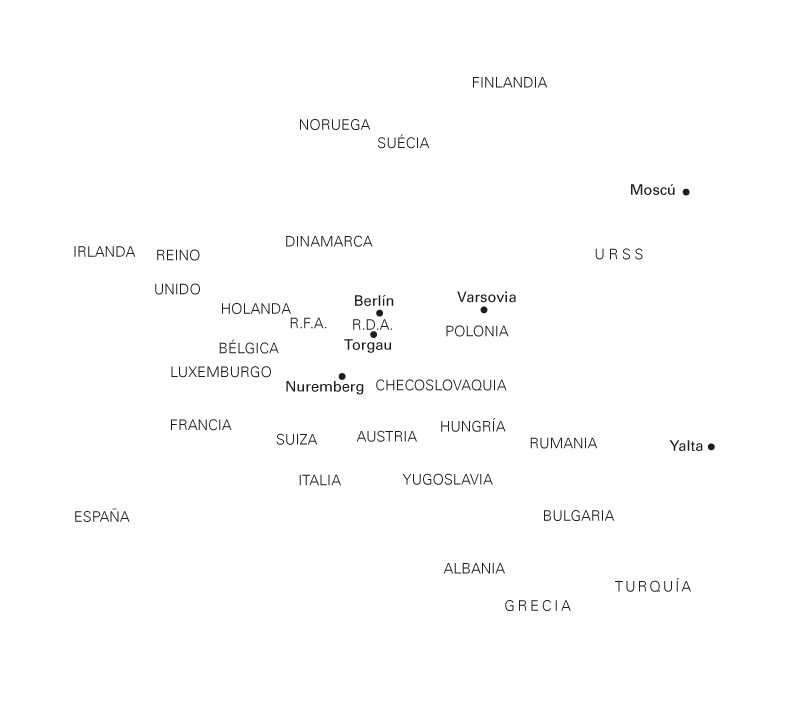 FINLANDIA
NORUEGA
SUÉCIA
Moscú
DINAMARCA
IRLANDA
REINO
UNIDO
URSS
HOLANDA
Berlín
Varsovia
R.F.A.
R.D.A.
POLONIA
Torgau
BÉLGICA
LUXEMBURGO
Nuremberg
CHECOSLOVAQUIA
FRANCIA
SUIZA
AUSTRIA
HUNGRÍA
RUMANIA
Yalta
ITALIA
YUGOSLAVIA
ESPAÑA
BULGARIA
ALBANIA
TURQUÍA
GRECIA